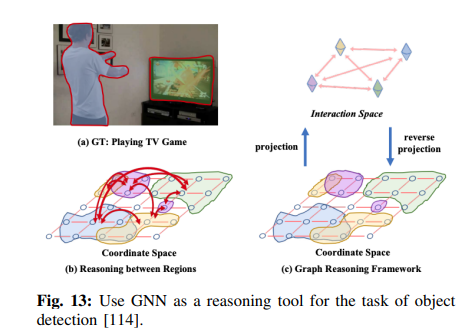 (a) GT: Playing TV Game
Interaction Space
projection
reverse
projection
Coordinate Space
(b) Reasoning between Regions
Coordinate Space
(c) Graph Reasoning Framework
Fig. 13: Use GNN as a reasoning tool for the task of object
detection [114].